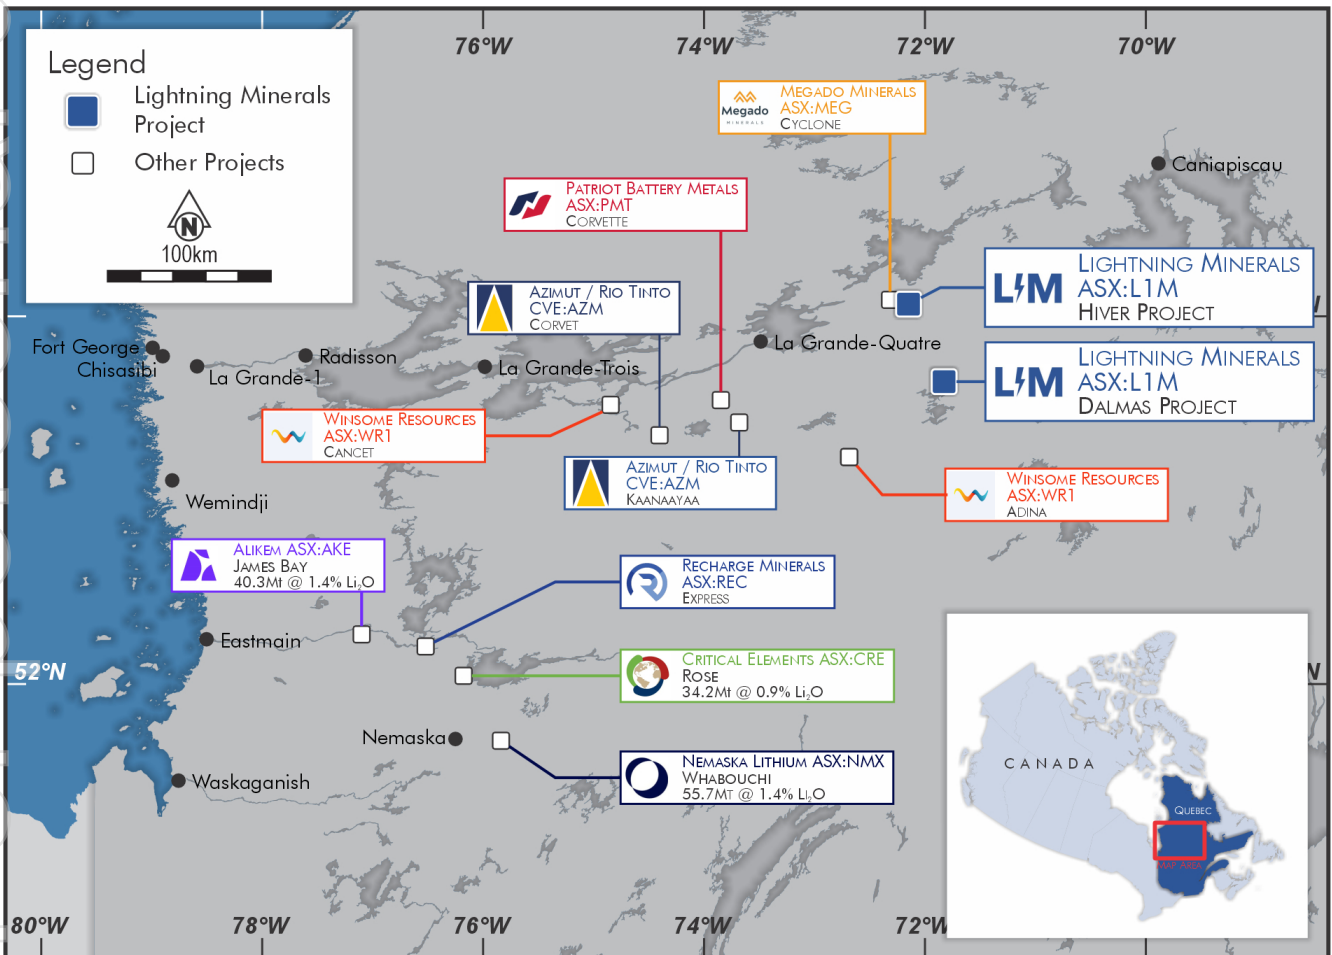 76°W
74°W
72°W
70°W
Legend
Lightning Minerals
Project
Other Projects
N
100km
Megado
MINERALS
MEGADO MINERALS
ASX:MEG
CYCLONE
Caniapiscau
PATRIOT BATTERY METALS
ASX:PMT
CORVETTE
LIM
LIGHTNING MINERALS
ASX:L1M
HIVER PROJECT
N
AZIMUT / RIO TINTO
CVE:AZM
CORVET
Fort George
Chisasibi
La Grande-1
Radisson
La Grande-Trois
La Grande-Quatre
LIM
LIGHTNING MINERALS
ASX:L1M
DALMAS PROJECT
WINSOME RESOURCES
ASX:WR1
CANCET
AZIMUT / RIO TINTO
CVE:AZM
KAANAAYAA
WINSOME RESOURCES
ASX:WR1
ADINA
Wemindji
ALIKEM ASX:AKE
JAMES BAY
40.3Mt @ 1.4% Li₂O
RECHARGE MINERALS
ASX:REC
EXPRESS
Eastmain
52°N
N
CRITICAL ELEMENTS ASX:CRE
ROSE
34.2Mt @ 0.9% Li₂O
Nemaska
NEMASKA LITHIUM ASX:NMX
WHABOUCHI
55.7MT @ 1.4% Li₂O
Waskaganish
CANADA
QUEBEC
MAP AREA
80°W
78°W
76°W
74°W
72°W